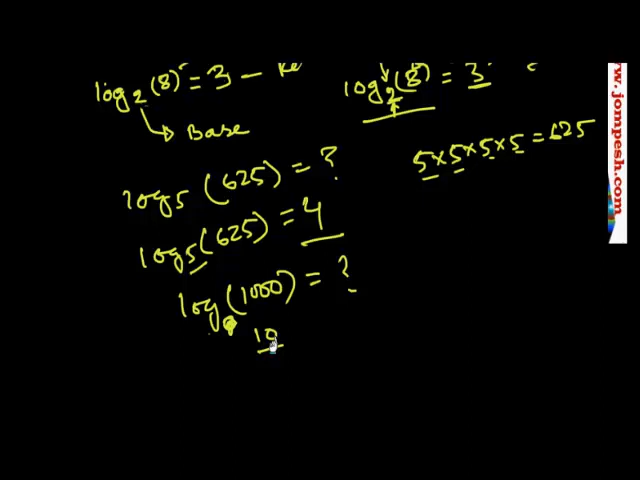 log2(8) = 3 –
log2(8) = 3
Base
5×5×5×5=625
log5 (625) = ?
log5(625) = 4
log(1000) = ?
10
w.jompesh.com